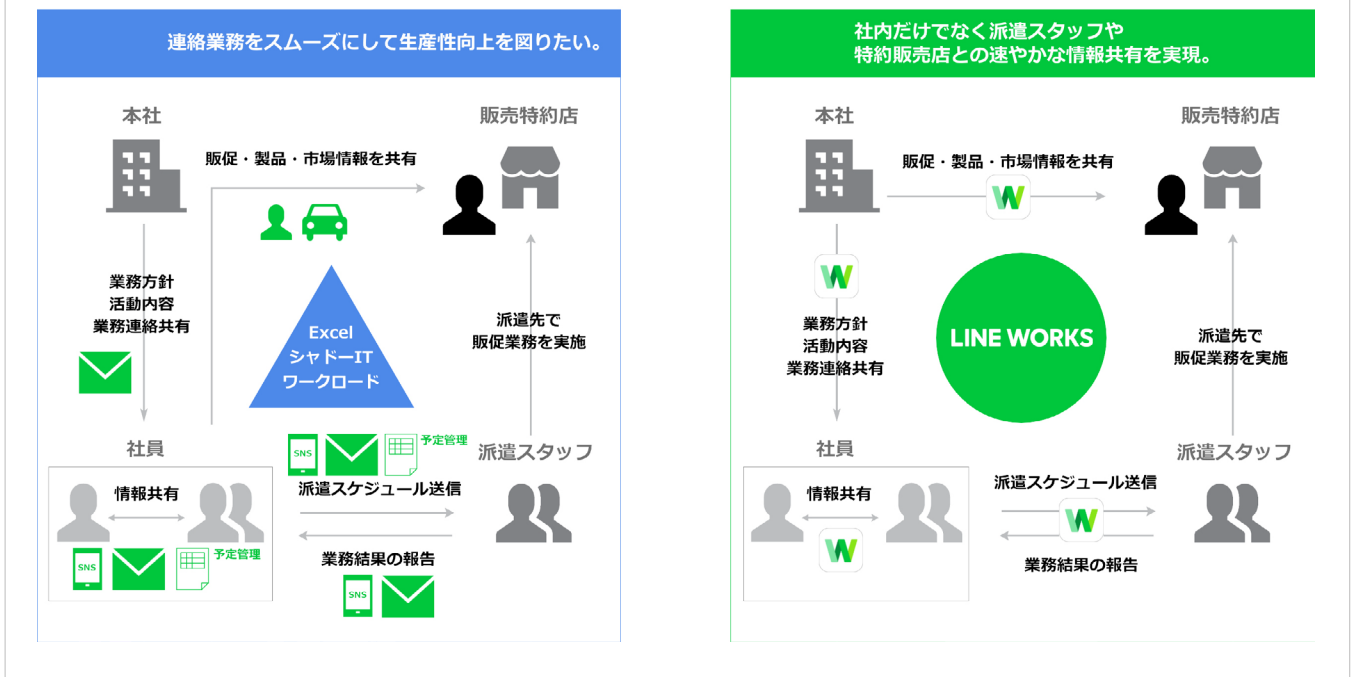 連絡業務をスムーズにして生産性向上を図りたい。
本社
販売特約店
販促・製品・市場情報を共有
業務方針
活動内容
業務連絡共有
Excel
シャドーIT
ワークロード
派遣先で
販促業務を実施
社員
SNS
予定管理
派遣スタッフ
情報共有
派遣スケジュール送信
SNS
予定管理
業務結果の報告
SNS
社内だけでなく派遣スタッフや
特約販売店との速やかな情報共有を実現。
本社
販売特約店
販促・製品・市場情報を共有
業務方針
活動内容
業務連絡共有
LINE WORKS
派遣先で
販促業務を実施
社員
派遣スタッフ
情報共有
派遣スケジュール送信
業務結果の報告